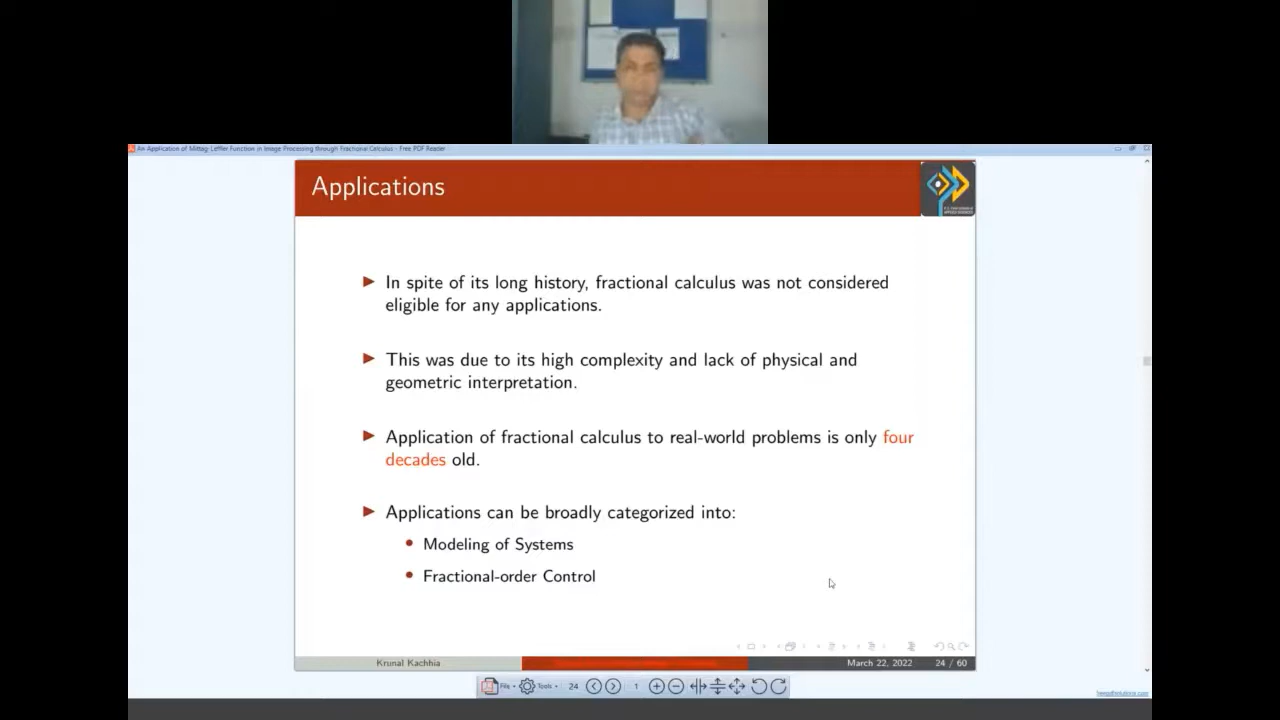 An Application of Mittag-Leffler Function in Image Processing through Fractional Calculus - Free PDF Reader
Applications
In spite of its long history, fractional calculus was not considered
eligible for any applications.
This was due to its high complexity and lack of physical and
geometric interpretation.
Application of fractional calculus to real-world problems is only four
decades old.
Applications can be broadly categorized into:
Modeling of Systems
Fractional-order Control
Krunal Kachhia
March 22, 2022
24 / 60
File
Tools
24
1